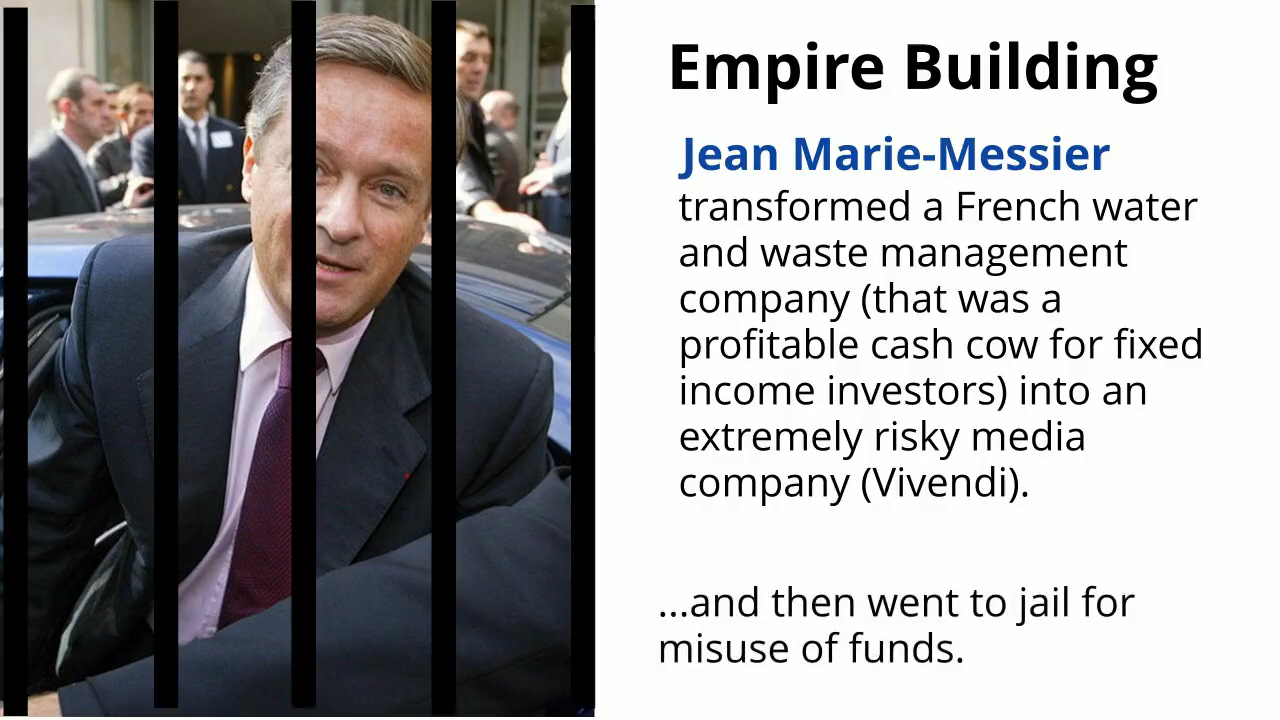 Empire Building
Jean Marie-Messier
transformed a French water
and waste management
company (that was a
profitable cash cow for fixed
income investors) into an
extremely risky media
company (Vivendi).
...and then went to jail for
misuse of funds.